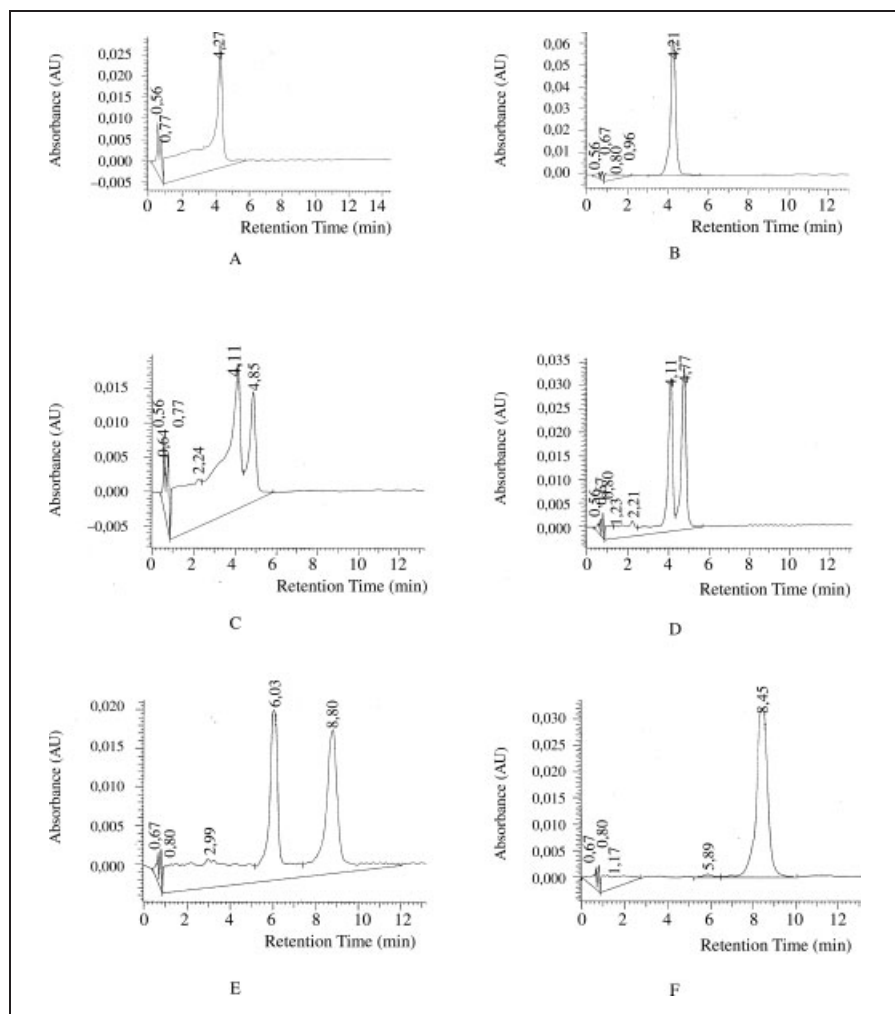 Absorbance (AU)
0,025
0,020
0,015
0,010
0,005
0,000
–0,005
0,56
0,77
4,27
0 2 4 6 8 10 12 14
Retention Time (min)
A
Absorbance (AU)
0,06
0,05
0,04
0,03
0,02
0,01
0,00
0,56
0,67
0,80
0,96
4,21
0 2 4 6 8 10 12
Retention Time (min)
B
Absorbance (AU)
0,015
0,010
0,005
0,000
–0,005
0,56
0,64
0,77
2,24
4,11
4,85
0 2 4 6 8 10 12
Retention Time (min)
C
Absorbance (AU)
0,035
0,030
0,025
0,020
0,015
0,010
0,005
0,000
0,56
0,80
1,23
2,21
4,11
4,77
0 2 4 6 8 10 12
Retention Time (min)
D
Absorbance (AU)
0,020
0,015
0,010
0,005
0,000
0,67
0,80
2,99
6,03
8,80
0 2 4 6 8 10 12
Retention Time (min)
E
Absorbance (AU)
0,030
0,025
0,020
0,015
0,010
0,005
0,000
0,67
0,80
1,17
5,89
8,45
0 2 4 6 8 10 12
Retention Time (min)
F